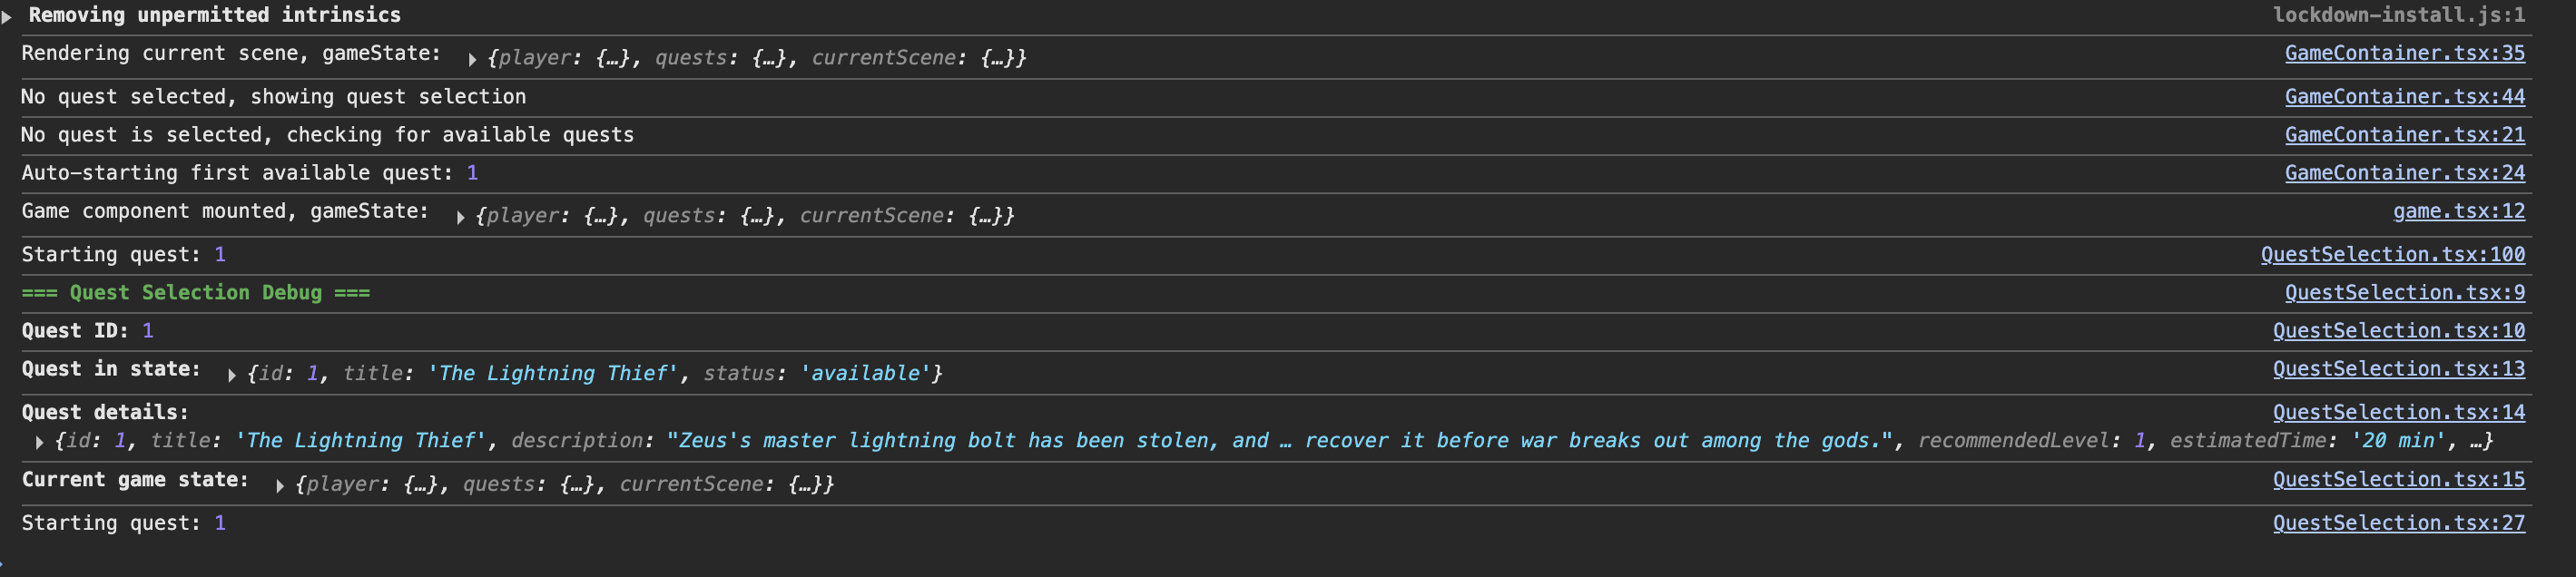 ▶ Removing unpermitted intrinsics lockdown-install.js:1
Rendering current scene, gameState: ▶ {player: {…}, quests: {…}, currentScene: {…}} GameContainer.tsx:35
No quest selected, showing quest selection GameContainer.tsx:44
No quest is selected, checking for available quests GameContainer.tsx:21
Auto-starting first available quest: 1 GameContainer.tsx:24
Game component mounted, gameState: ▶ {player: {…}, quests: {…}, currentScene: {…}} game.tsx:12
Starting quest: 1 QuestSelection.tsx:100
=== Quest Selection Debug === QuestSelection.tsx:9
Quest ID: 1 QuestSelection.tsx:10
Quest in state: ▶ {id: 1, title: 'The Lightning Thief', status: 'available'} QuestSelection.tsx:13
Quest details: QuestSelection.tsx:14
▶ {id: 1, title: 'The Lightning Thief', description: "Zeus's master lightning bolt has been stolen, and … recover it before war breaks out among the gods.", recommendedLevel: 1, estimatedTime: '20 min', …}
Current game state: ▶ {player: {…}, quests: {…}, currentScene: {…}} QuestSelection.tsx:15
Starting quest: 1 QuestSelection.tsx:27